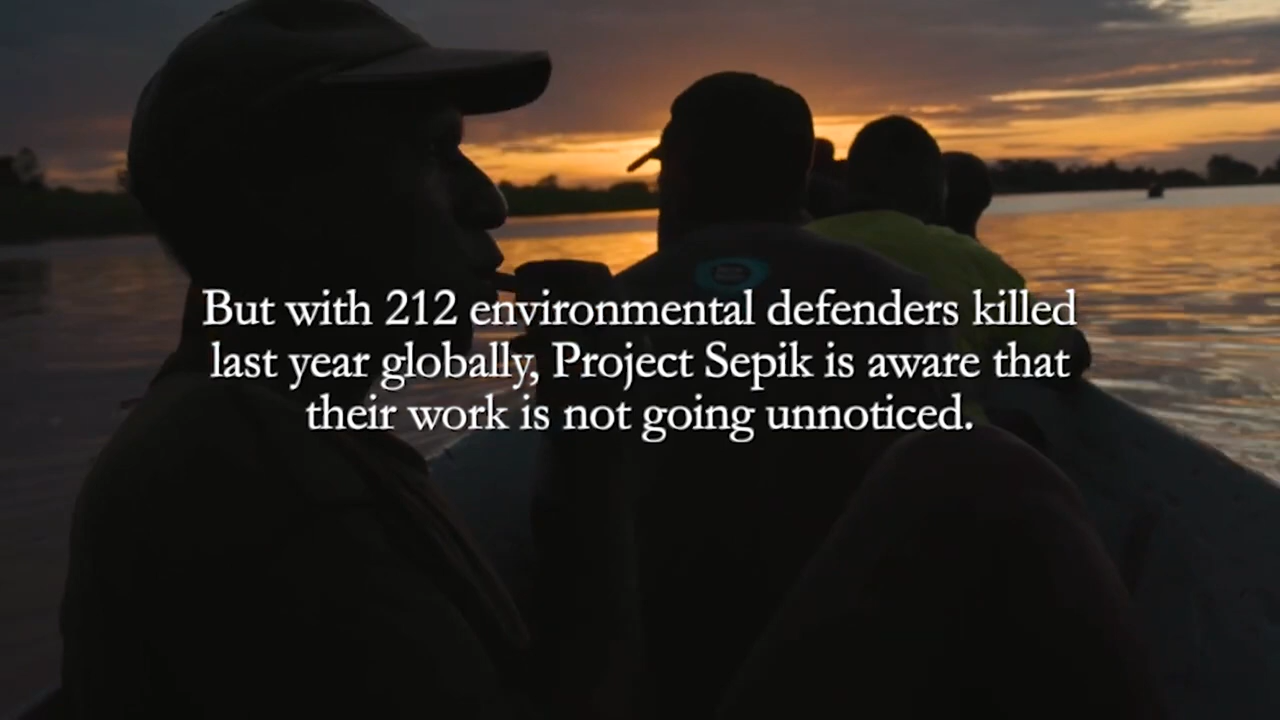 But with 212 environmental defenders killed
last year globally, Project Sepik is aware that
their work is not going unnoticed.